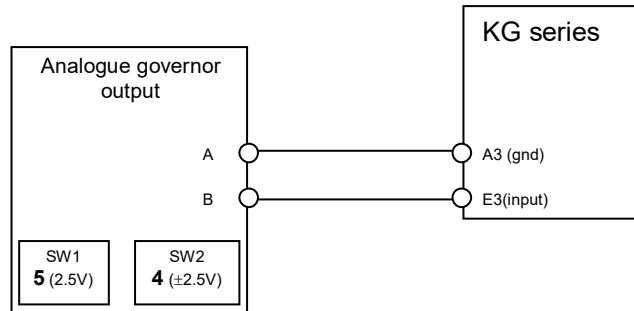 KG series
Analogue governor
output
A
A3 (gnd)
B
E3(input)
SW1
5 (2.5V)
SW2
4 (±2.5V)